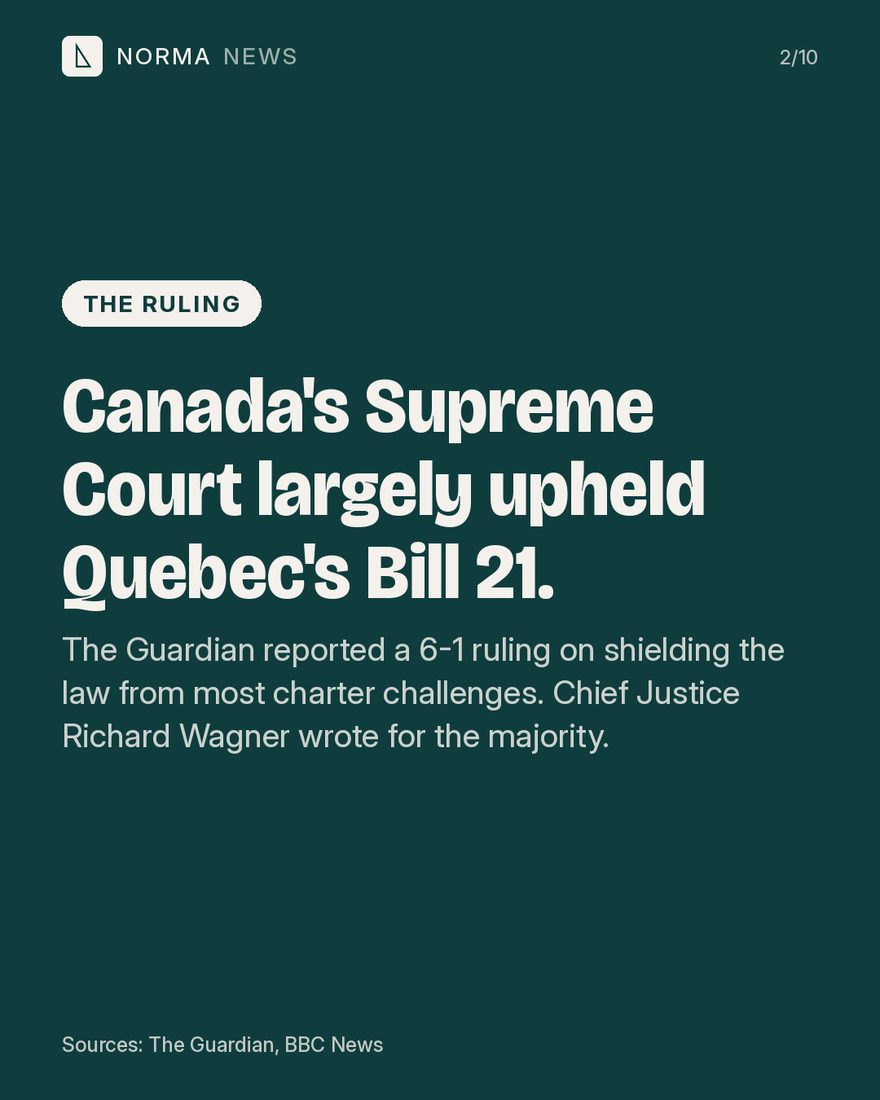 NORMA NEWS
2/10
THE RULING
Canada's Supreme
Court largely upheld
Quebec's Bill 21.
The Guardian reported a 6-1 ruling on shielding the
law from most charter challenges. Chief Justice
Richard Wagner wrote for the majority.
Sources: The Guardian, BBC News